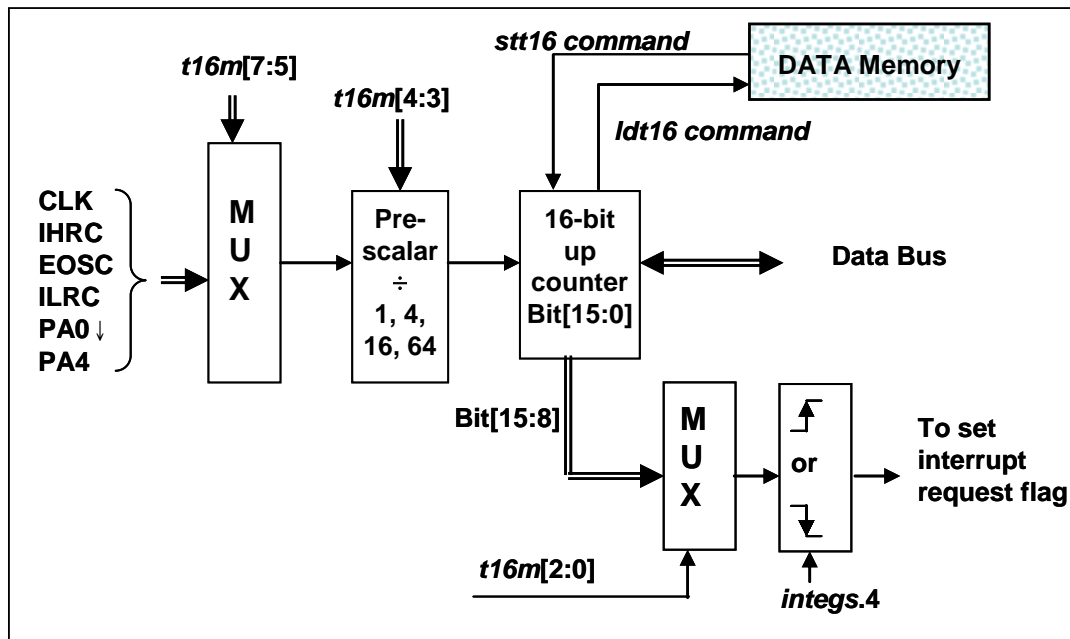 stt16 command
DATA Memory
t16m[7:5]
t16m[4:3]
ldt16 command
CLK
IHRC
EOSC
ILRC
PA0↓
PA4
M
U
X
Pre-
scalar
÷
1, 4,
16, 64
16-bit
up
counter
Bit[15:0]
Data Bus
Bit[15:8]
M
U
X
or
To set
interrupt
request flag
t16m[2:0]
integs.4